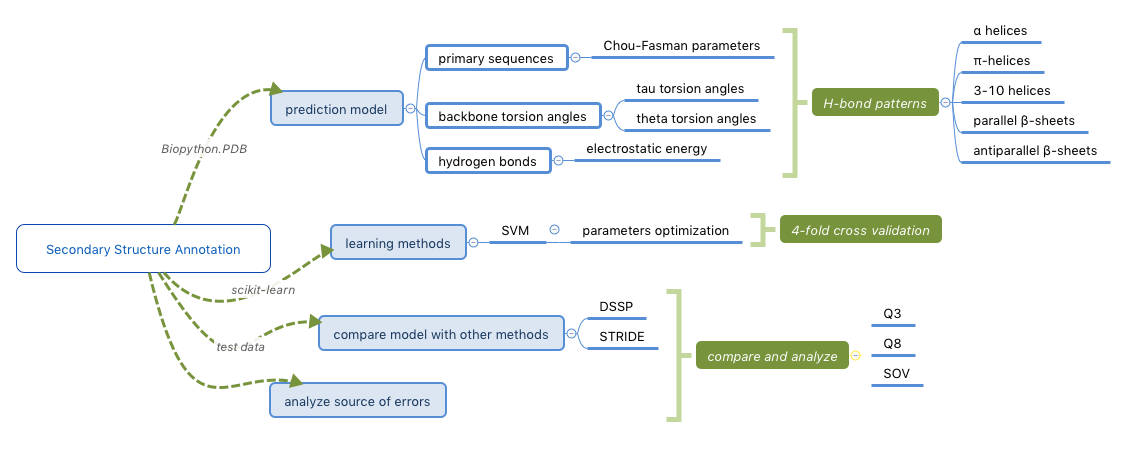 Secondary Structure Annotation
Biopython.PDB
prediction model
primary sequences
Chou-Fasman parameters
backbone torsion angles
tau torsion angles
theta torsion angles
hydrogen bonds
electrostatic energy
H-bond patterns
α helices
π-helices
3-10 helices
parallel β-sheets
antiparallel β-sheets
scikit-learn
learning methods
SVM
parameters optimization
4-fold cross validation
test data
compare model with other methods
DSSP
STRIDE
analyze source of errors
compare and analyze
Q3
Q8
SOV